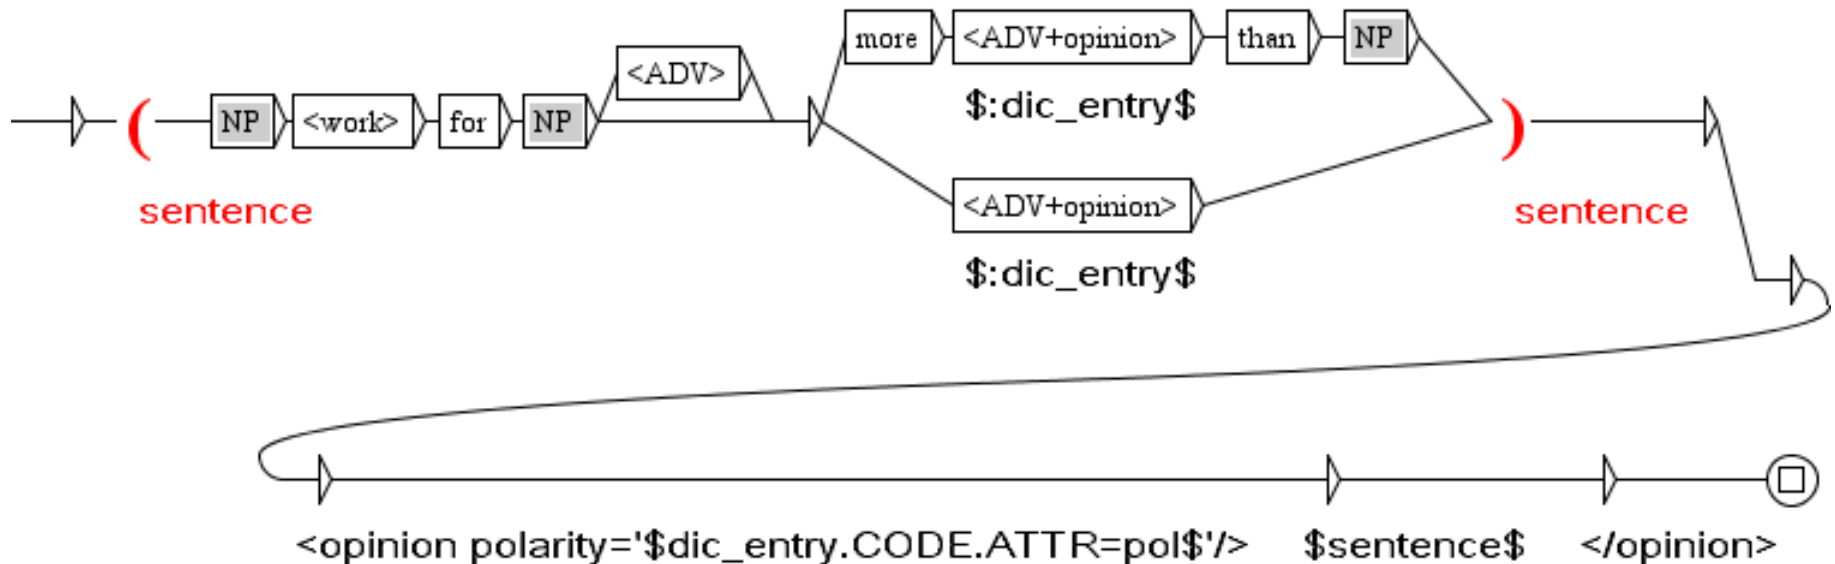 more <ADV+opinion> than NP
<ADV>
$:dic_entry$
( NP <work> for NP )
sentence
sentence
<ADV+opinion>
$:dic_entry$
<opinion polarity='$dic_entry.CODE.ATTR=pol$'/> $sentence$ </opinion>